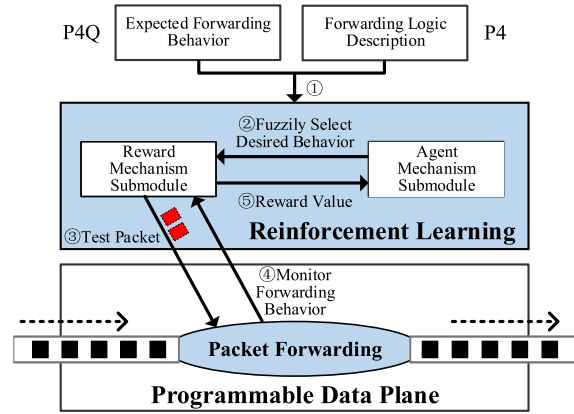 P4Q
Expected Forwarding
Behavior
Forwarding Logic
Description
P4
①
②Fuzzily Select
Desired Behavior
Reward
Mechanism
Submodule
Agent
Mechanism
Submodule
⑤Reward Value
③Test Packet
Reinforcement Learning
④Monitor
Forwarding
Behavior
Packet Forwarding
Programmable Data Plane